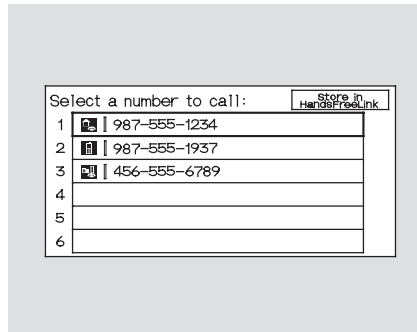 Select a number to call:
Store in
HandsFreeLink
1 987-555-1234
2 987-555-1937
3 456-555-6789
4
5
6